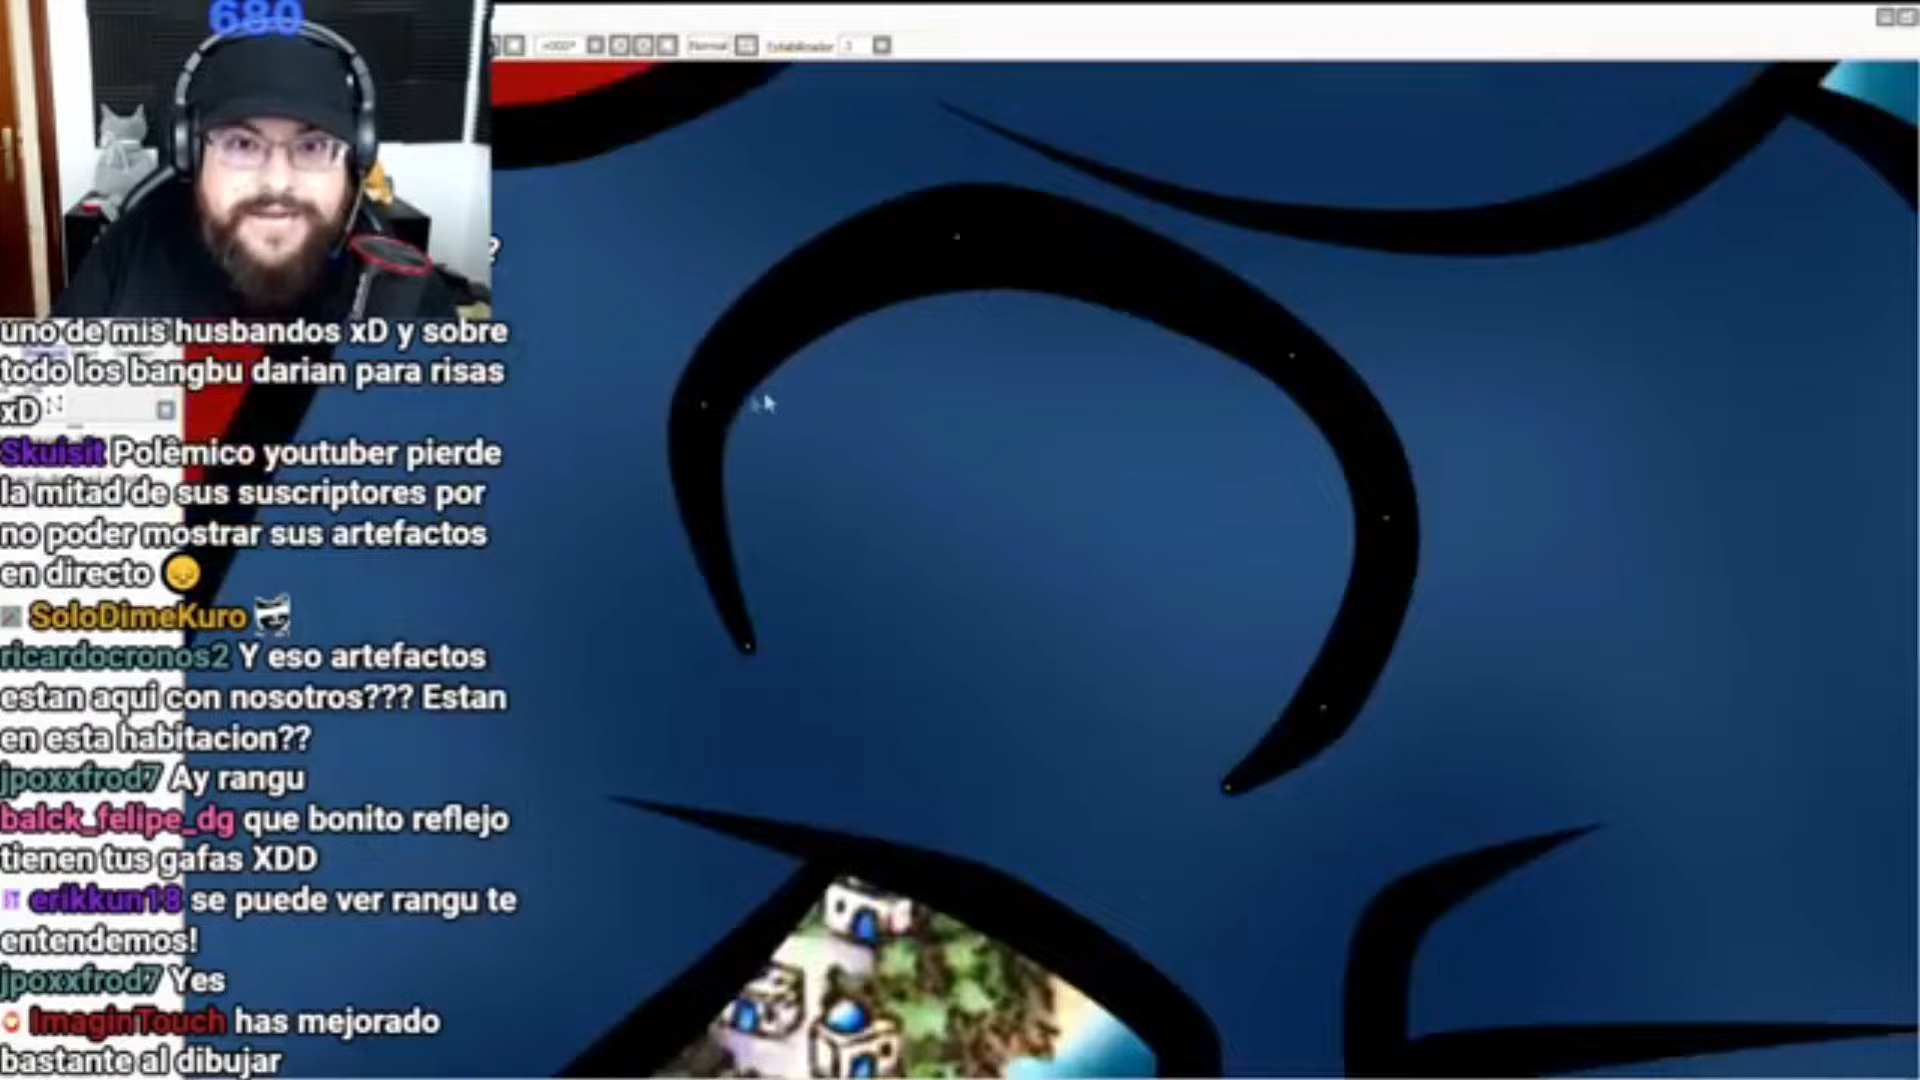 680
Normal
Estabilizador 3
?
uno de mis husbandos xD y sobre
todo los bangbu darian para risas
xD
Skuisit Polêmico youtuber pierde
la mitad de sus suscriptores por
no poder mostrar sus artefactos
en directo 😞
SoloDimeKuro
ricardocronos2 Y eso artefactos
estan aqui con nosotros??? Estan
en esta habitacion??
jpoxxfrod7 Ay rangu
balck_felipe_dg que bonito reflejo
tienen tus gafas XDD
erikkun18 se puede ver rangu te
entendemos!
jpoxxfrod7 Yes
ImaginTouch has mejorado
bastante al dibujar